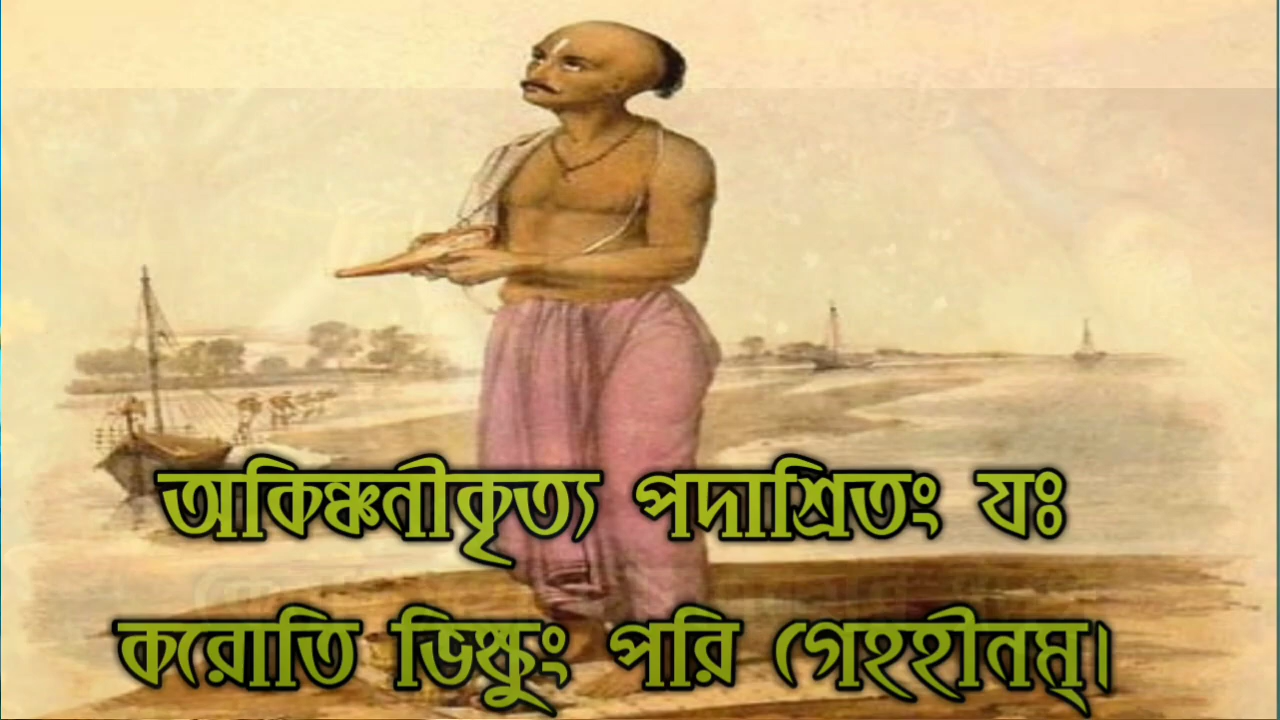 অকিঞ্চনীকৃত্য পদাশ্রিতং যঃ
করোতি ভিক্ষুং পরি গেহহীনম্।